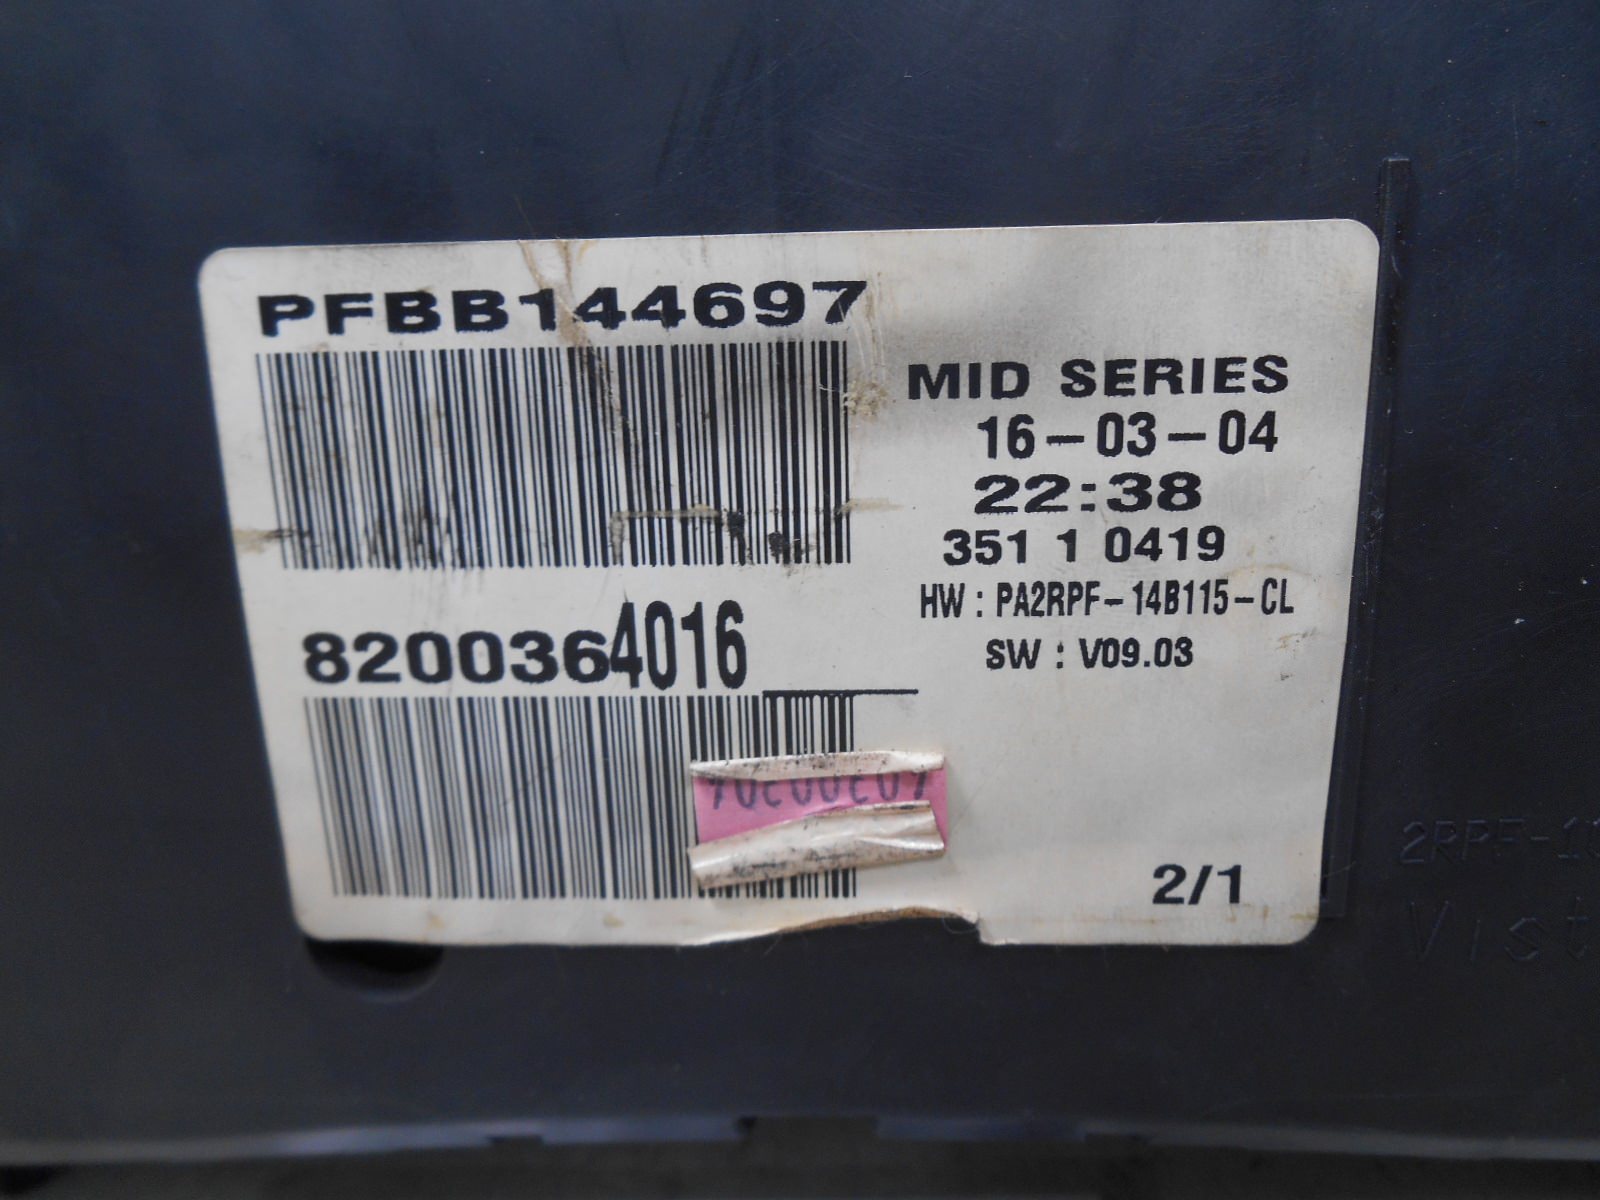 PFBB144697
MID SERIES
16-03-04
22:38
351 1 0419
HW : PA2RPF-14B115-CL
SW : V09.03
8200364016
2/1